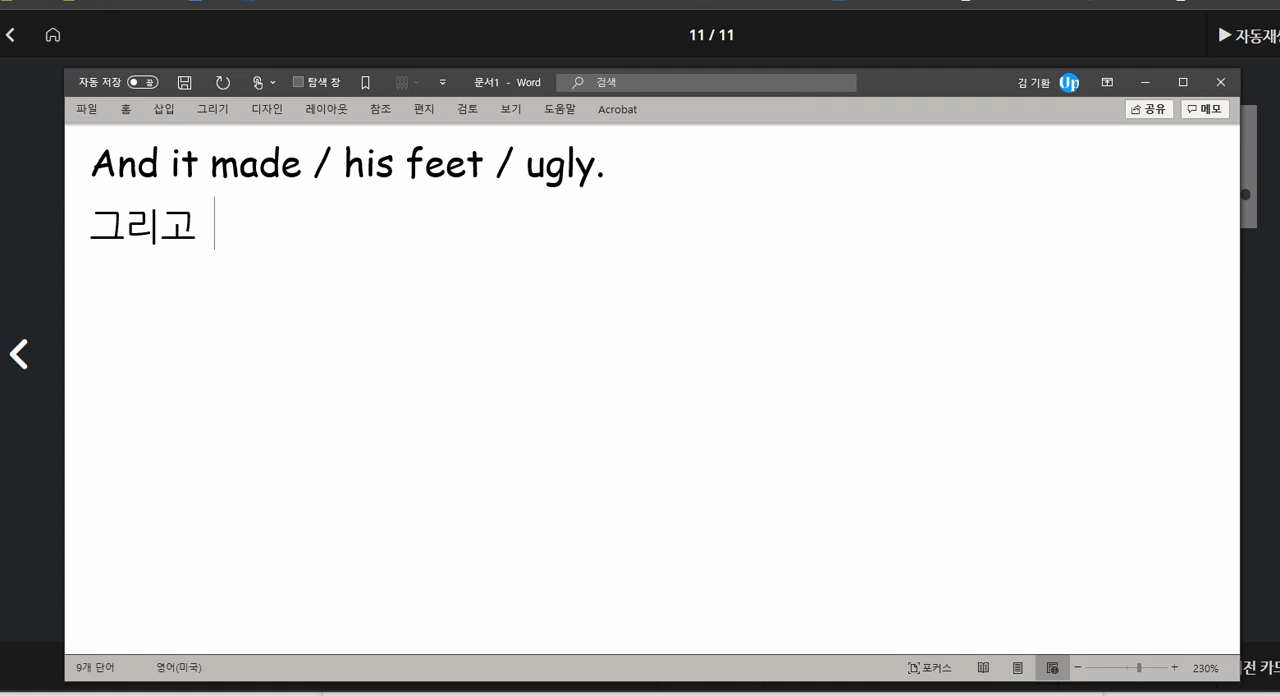 11 / 11
▶ 자동재생
자동 저장 끔 탐색 창 문서1 - Word 검색 김 기환 Up
파일 홈 삽입 그리기 디자인 레이아웃 참조 편지 검토 보기 도움말 Acrobat 공유 메모
And it made / his feet / ugly.
그리고
9개 단어 영어(미국) 포커스 230%